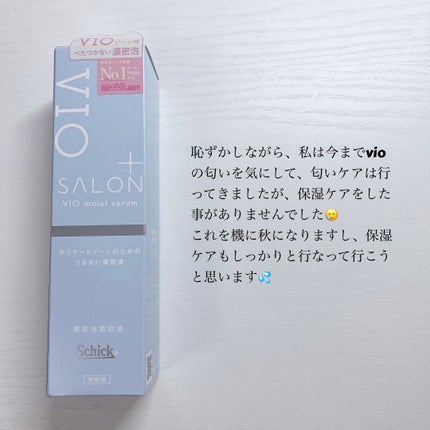 VIOゾーン用
べたつかない濃密泡
No.1
VIO
SALON
VIO moist serum
デリケートゾーンのための
うるおい美容液
濃密泡美容液
Schick
美容液
恥ずかしながら、私は今までvio
の匂いを気にして、匂いケアは行
ってきましたが、保湿ケアをした
事がありませんでした🥲
これを機に秋になりますし、保湿
ケアもしっかりと行なって行こう
と思います💦